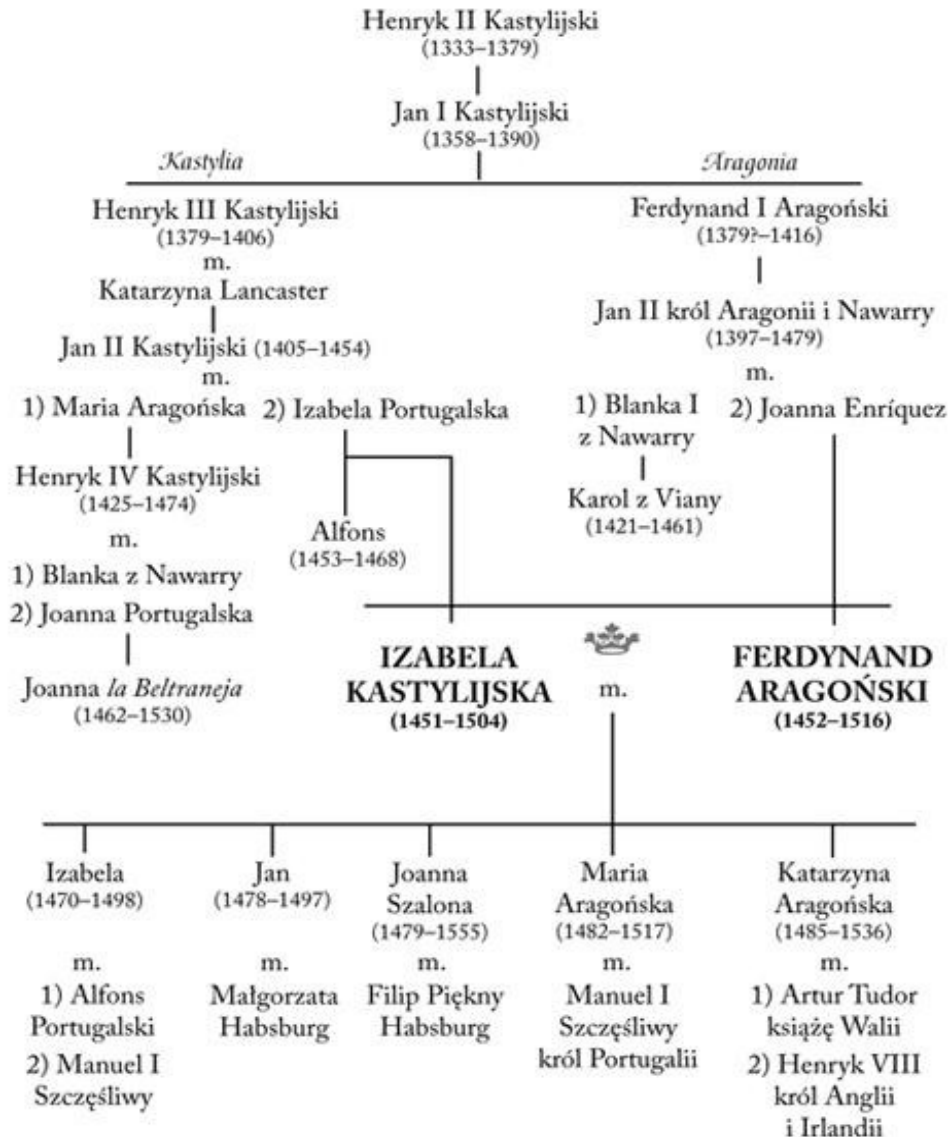 Henryk II Kastylijski
(1333–1379)
Jan I Kastylijski
(1358–1390)
Kastylia
Aragonia
Henryk III Kastylijski
(1379–1406)
m.
Katarzyna Lancaster
Jan II Kastylijski (1405–1454)
m.
1) Maria Aragońska
2) Izabela Portugalska
Henryk IV Kastylijski
(1425–1474)
m.
1) Blanka z Nawarry
2) Joanna Portugalska
Joanna la Beltraneja
(1462–1530)
Alfons
(1453–1468)
Ferdynand I Aragoński
(1379?–1416)
Jan II król Aragonii i Nawarry
(1397–1479)
m.
1) Blanka I
z Nawarry
2) Joanna Enríquez
Karol z Viany
(1421–1461)
IZABELA
KASTYLIJSKA
(1451–1504)
m.
FERDYNAND
ARAGOŃSKI
(1452–1516)
Izabela
(1470–1498)
m.
1) Alfons
Portugalski
2) Manuel I
Szczęśliwy
Jan
(1478–1497)
m.
Małgorzata
Habsburg
Joanna
Szalona
(1479–1555)
m.
Filip Piękny
Habsburg
Maria
Aragońska
(1482–1517)
m.
Manuel I
Szczęśliwy
król Portugalii
Katarzyna
Aragońska
(1485–1536)
m.
1) Artur Tudor
książę Walii
2) Henryk VIII
król Anglii
i Irlandii